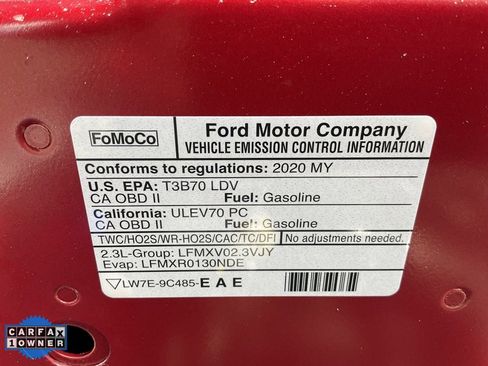 FoMoCo
Ford Motor Company
VEHICLE EMISSION CONTROL INFORMATION
Conforms to regulations: 2020 MY
U.S. EPA: T3B70 LDV
CA OBD II Fuel: Gasoline
California: ULEV70 PC
CA OBD II Fuel: Gasoline
TWC/HO2S/WR-HO2S/CAC/TC/DFI No adjustments needed.
2.3L-Group: LFMXV02.3VJY
Evap: LFMXR0130NDE
LW7E-9C485-E A E
CARFAX
1 OWNER